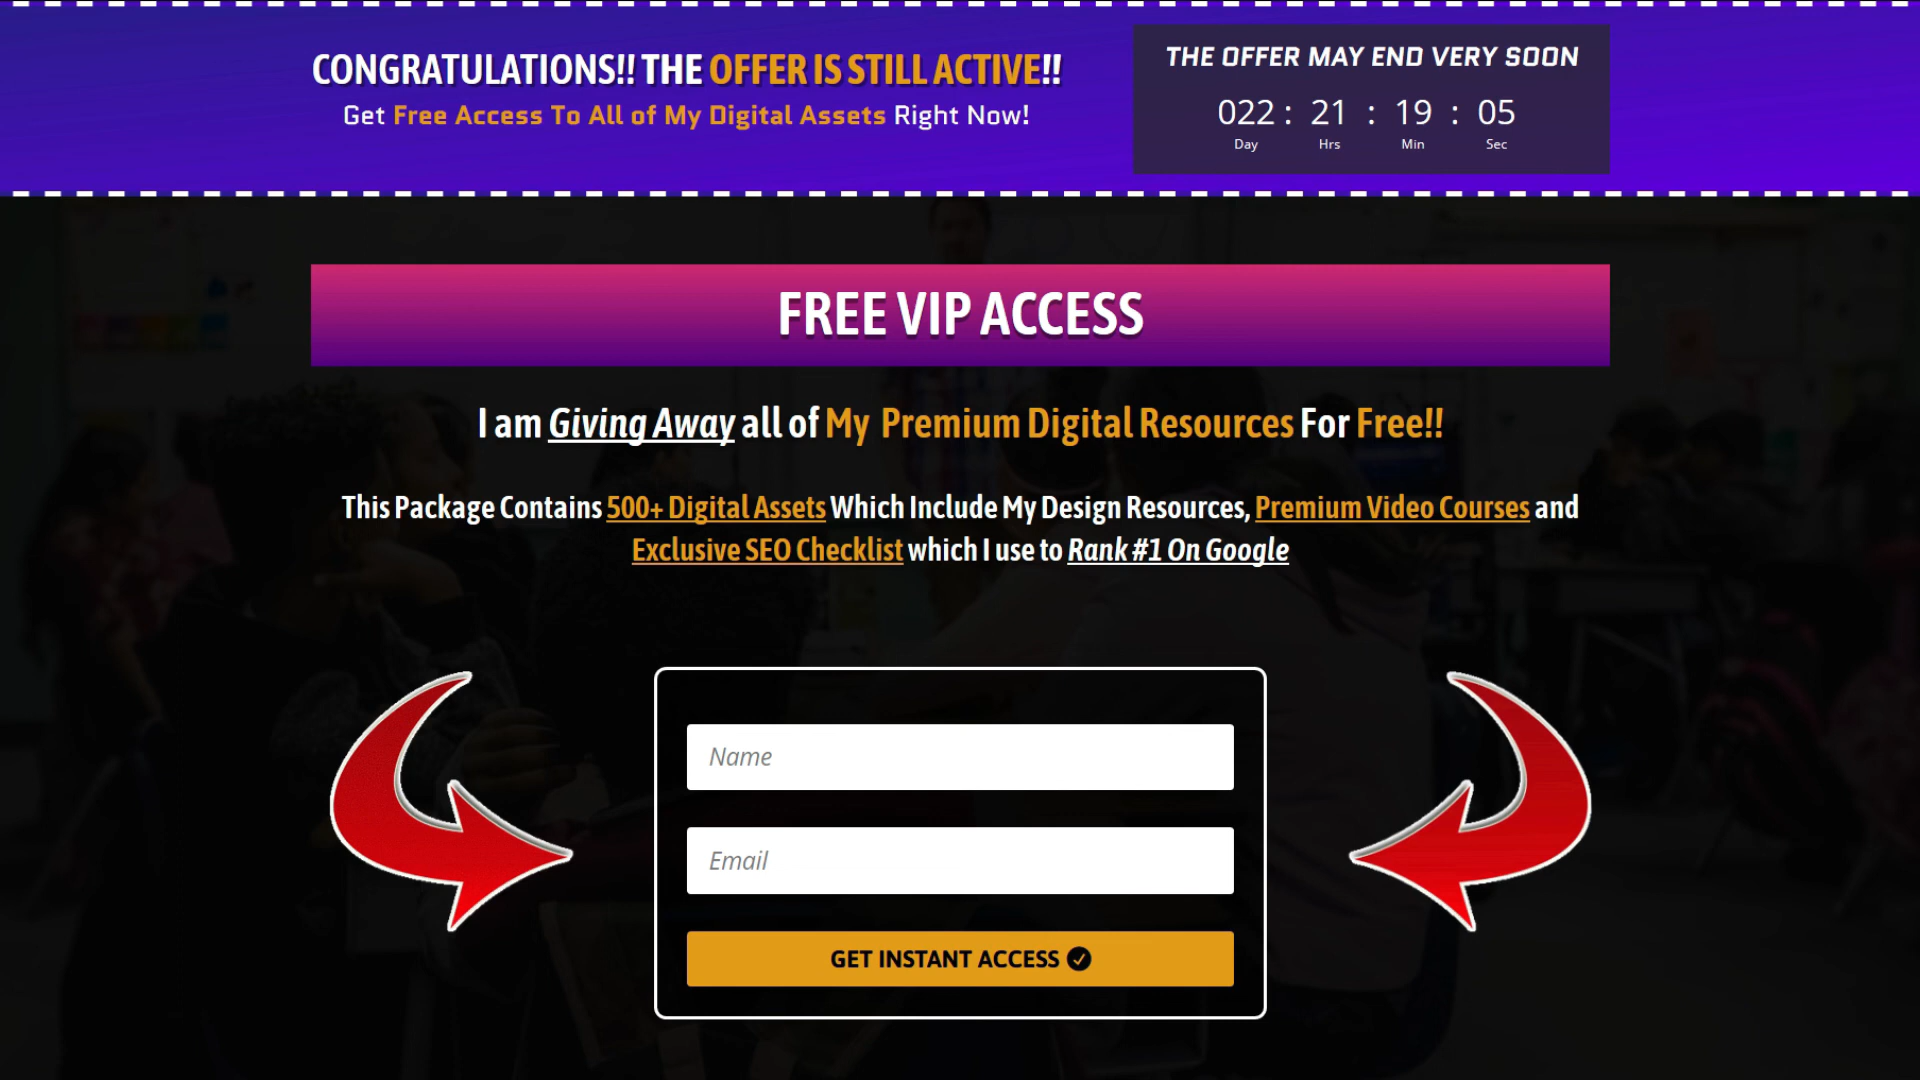 CONGRATULATIONS!! THE OFFER IS STILL ACTIVE!!
Get Free Access To All of My Digital Assets Right Now!
THE OFFER MAY END VERY SOON
022 : 21 : 19 : 05
Day Hrs Min Sec
FREE VIP ACCESS
I am Giving Away all of My Premium Digital Resources For Free!!
This Package Contains 500+ Digital Assets Which Include My Design Resources, Premium Video Courses and
Exclusive SEO Checklist which I use to Rank #1 On Google
Name
Email
GET INSTANT ACCESS